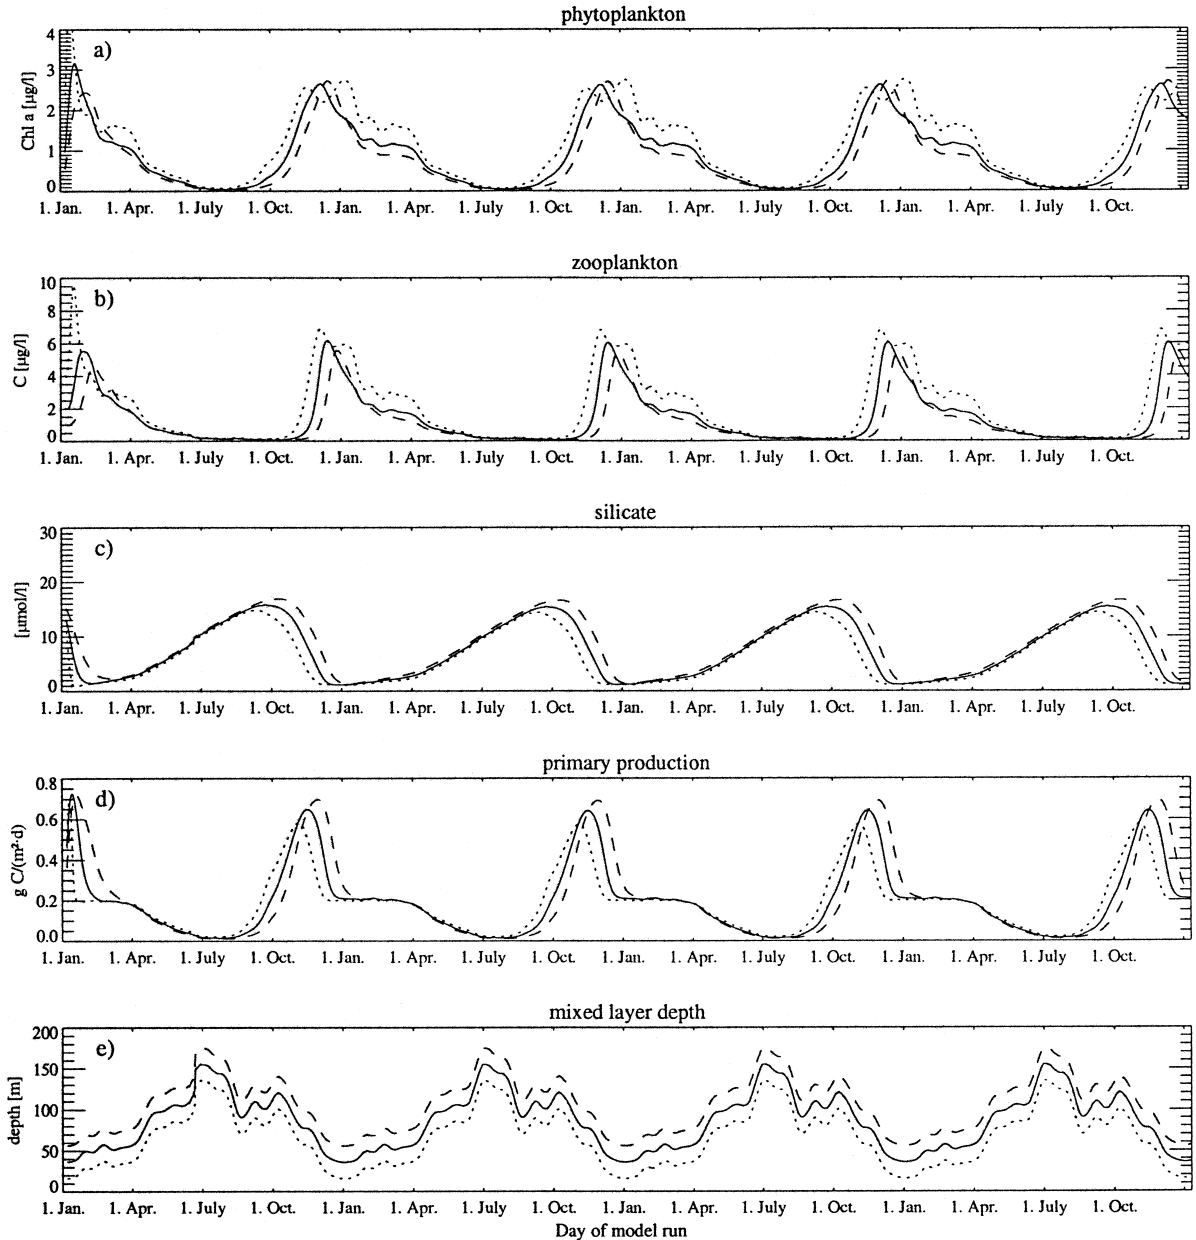 phytoplankton
a)
Chl a [µg/l]
4
3
2
1
0
1. Jan. 1. Apr. 1. July 1. Oct. 1. Jan. 1. Apr. 1. July 1. Oct. 1. Jan. 1. Apr. 1. July 1. Oct. 1. Jan. 1. Apr. 1. July 1. Oct.
zooplankton
b)
C [µg/l]
10
8
6
4
2
0
1. Jan. 1. Apr. 1. July 1. Oct. 1. Jan. 1. Apr. 1. July 1. Oct. 1. Jan. 1. Apr. 1. July 1. Oct. 1. Jan. 1. Apr. 1. July 1. Oct.
silicate
c)
[µmol/l]
30
20
10
0
1. Jan. 1. Apr. 1. July 1. Oct. 1. Jan. 1. Apr. 1. July 1. Oct. 1. Jan. 1. Apr. 1. July 1. Oct. 1. Jan. 1. Apr. 1. July 1. Oct.
primary production
d)
g C/(m²·d)
0.8
0.6
0.4
0.2
0.0
1. Jan. 1. Apr. 1. July 1. Oct. 1. Jan. 1. Apr. 1. July 1. Oct. 1. Jan. 1. Apr. 1. July 1. Oct. 1. Jan. 1. Apr. 1. July 1. Oct.
mixed layer depth
e)
depth [m]
200
150
100
50
0
1. Jan. 1. Apr. 1. July 1. Oct. 1. Jan. 1. Apr. 1. July 1. Oct. 1. Jan. 1. Apr. 1. July 1. Oct. 1. Jan. 1. Apr. 1. July 1. Oct.
Day of model run